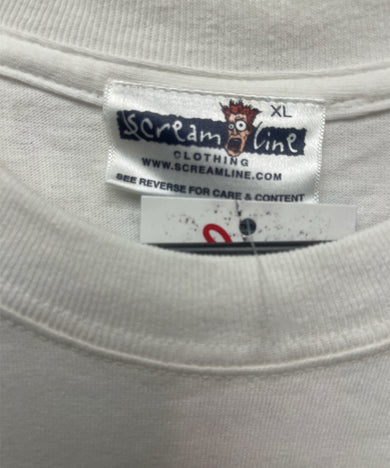 XL
scream line
CLOTHING
WWW.SCREAMLINE.COM
SEE REVERSE FOR CARE & CONTENT